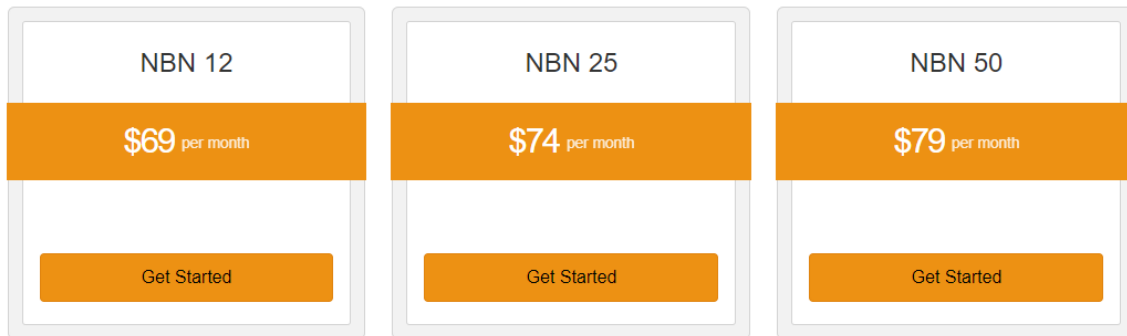 NBN 12
$69 per month
Get Started
NBN 25
$74 per month
Get Started
NBN 50
$79 per month
Get Started